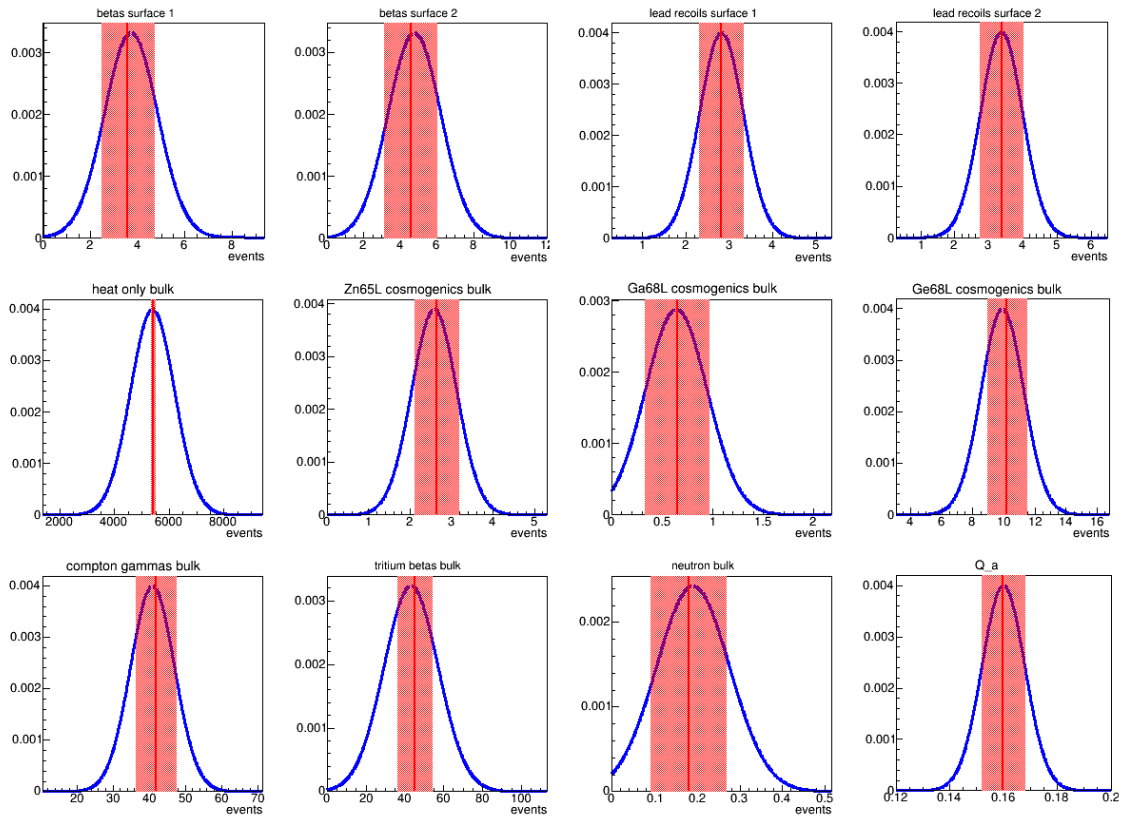 betas surface 1
0.003
0.002
0.001
0
0 2 4 6 8
events
betas surface 2
0.003
0.002
0.001
0
0 2 4 6 8 10 12
events
lead recoils surface 1
0.004
0.003
0.002
0.001
0
1 2 3 4 5
events
lead recoils surface 2
0.004
0.003
0.002
0.001
0
1 2 3 4 5 6
events
heat only bulk
0.004
0.003
0.002
0.001
0
2000 4000 6000 8000
events
Zn65L cosmogenics bulk
0.004
0.003
0.002
0.001
0
0 1 2 3 4 5
events
Ga68L cosmogenics bulk
0.003
0.002
0.001
0
0 0.5 1 1.5 2
events
Ge68L cosmogenics bulk
0.004
0.003
0.002
0.001
0
4 6 8 10 12 14 16
events
compton gammas bulk
0.004
0.003
0.002
0.001
0
20 30 40 50 60 70
events
tritium betas bulk
0.003
0.002
0.001
0
0 20 40 60 80 100
events
neutron bulk
0.002
0.001
0
0 0.1 0.2 0.3 0.4 0.5
events
Q_a
0.004
0.003
0.002
0.001
0
0.12 0.14 0.16 0.18 0.2
events